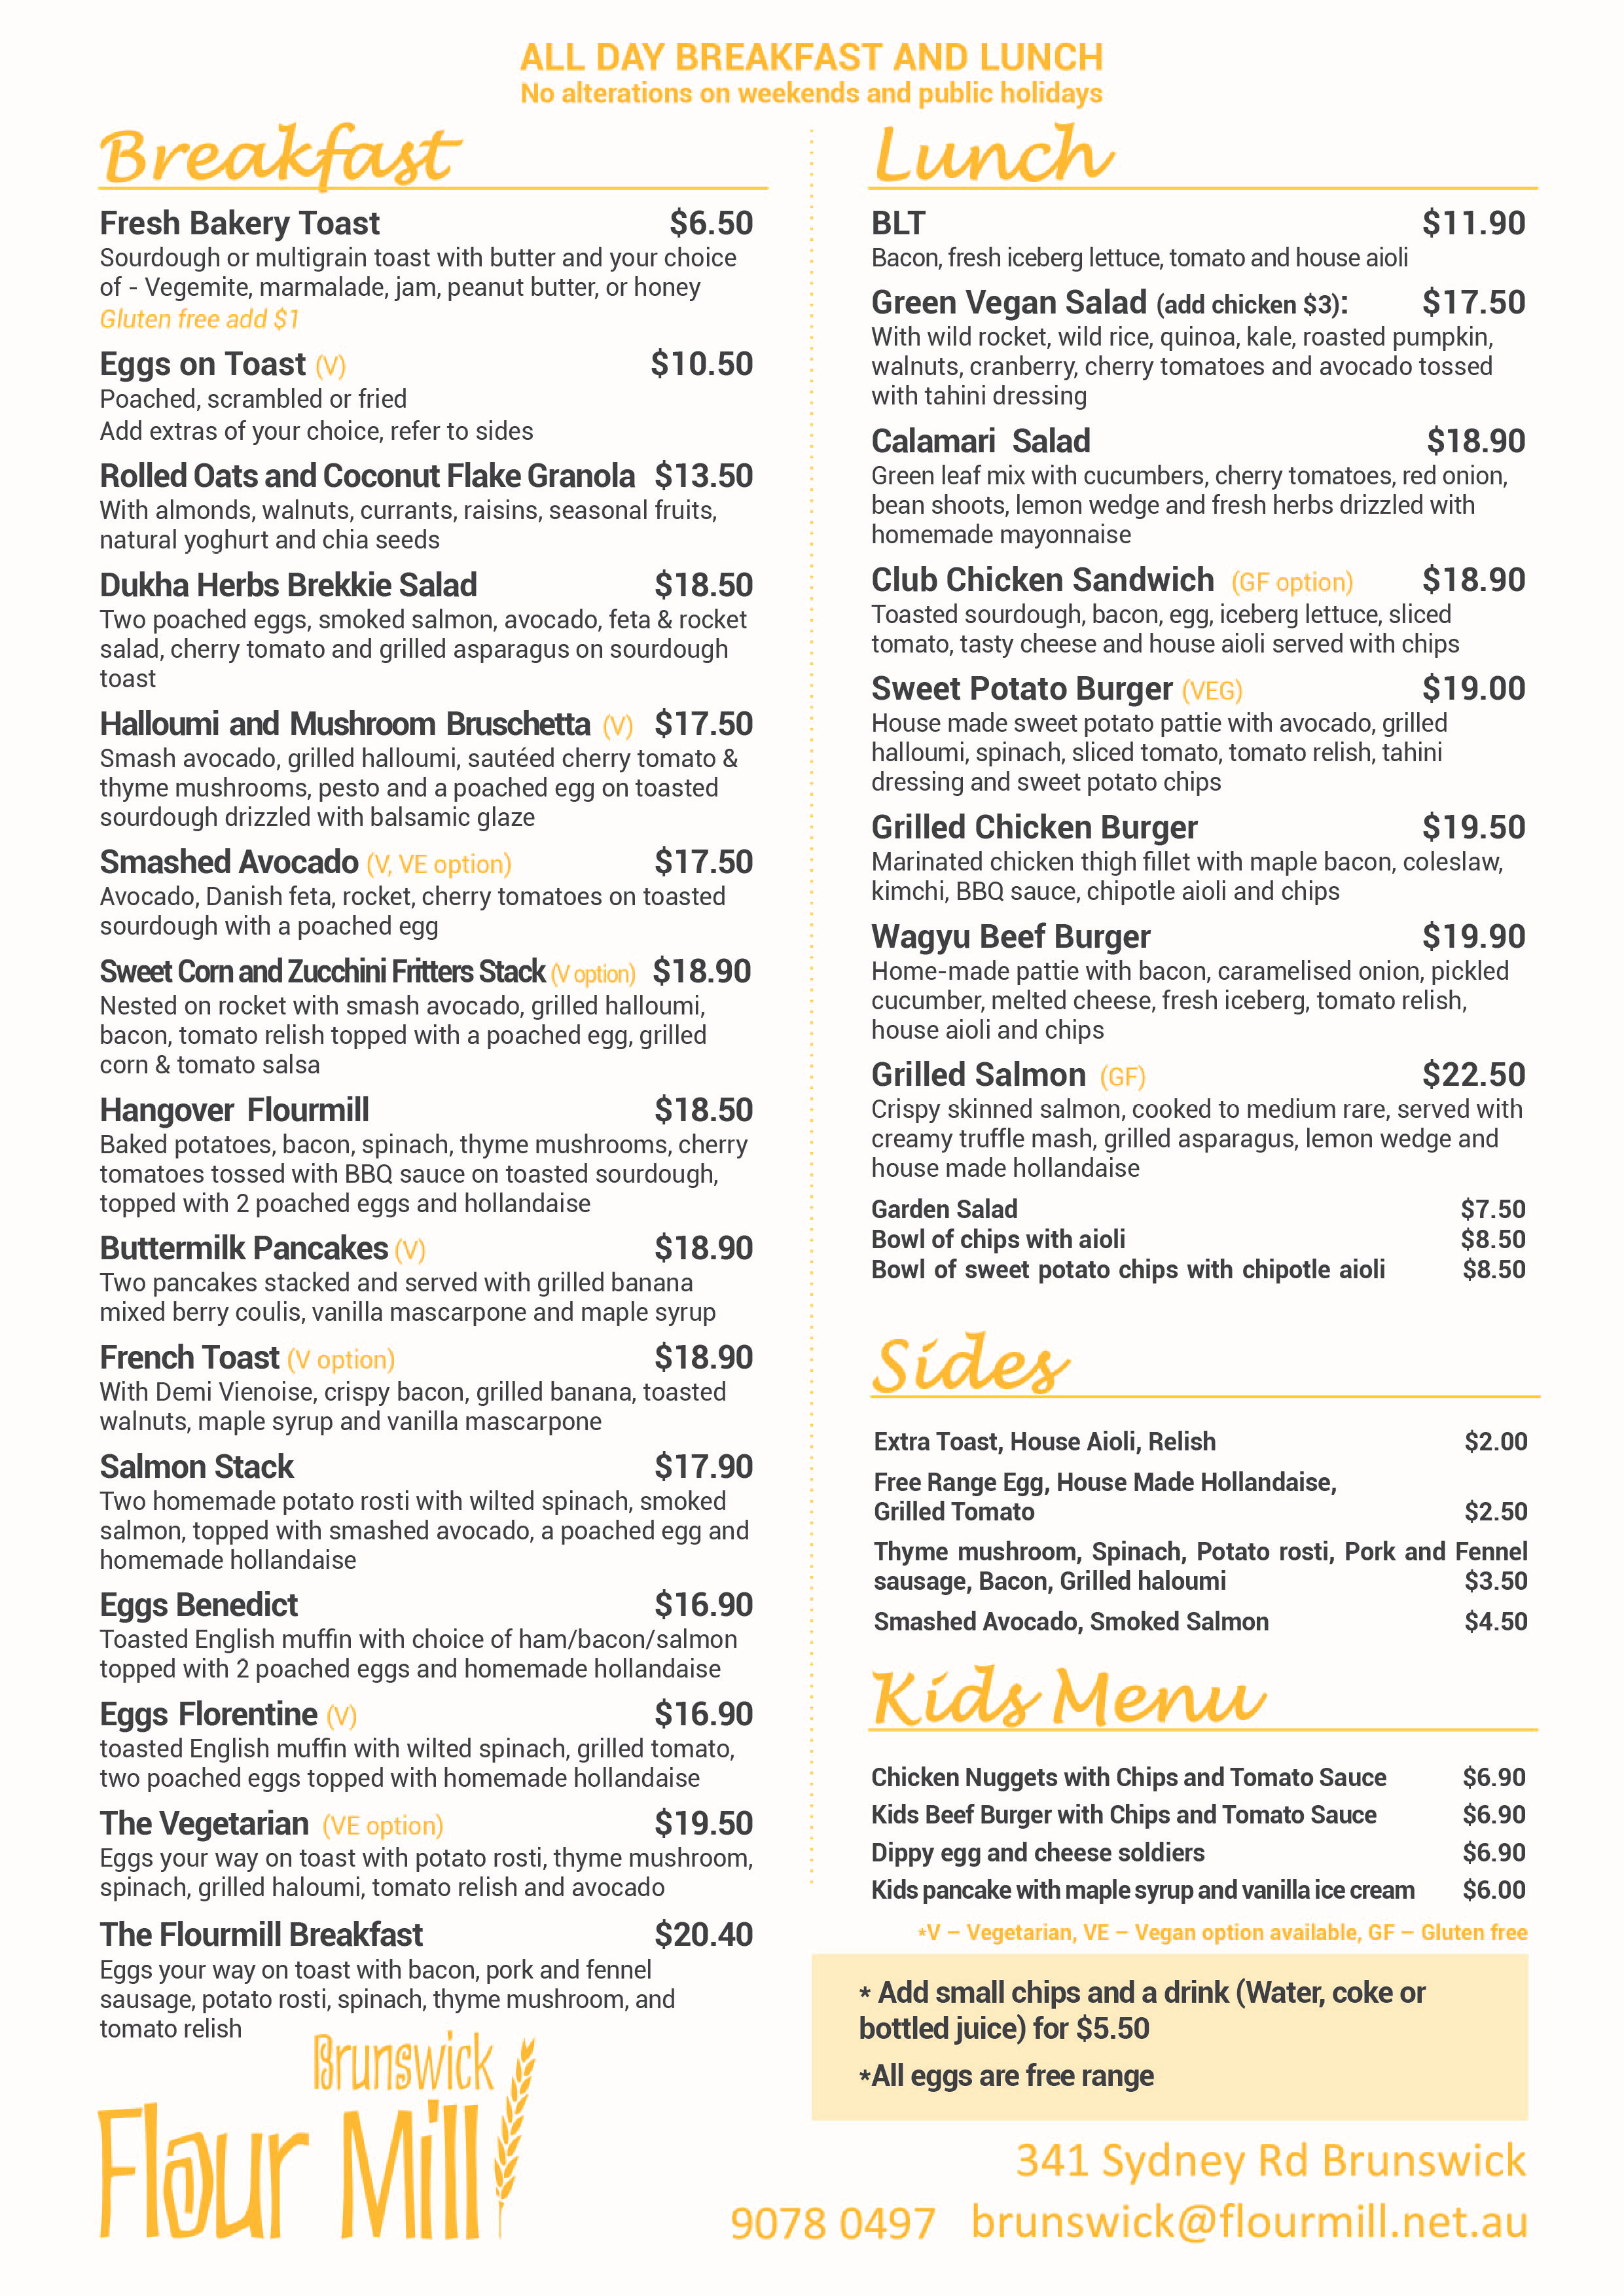 ALL DAY BREAKFAST AND LUNCH
No alterations on weekends and public holidays
Breakfast
Fresh Bakery Toast $6.50
Sourdough or multigrain toast with butter and your choice
of - Vegemite, marmalade, jam, peanut butter, or honey
Gluten free add $1
Eggs on Toast (V) $10.50
Poached, scrambled or fried
Add extras of your choice, refer to sides
Rolled Oats and Coconut Flake Granola $13.50
With almonds, walnuts, currants, raisins, seasonal fruits,
natural yoghurt and chia seeds
Dukha Herbs Brekkie Salad $18.50
Two poached eggs, smoked salmon, avocado, feta & rocket
salad, cherry tomato and grilled asparagus on sourdough
toast
Halloumi and Mushroom Bruschetta (V) $17.50
Smash avocado, grilled halloumi, sautéed cherry tomato &
thyme mushrooms, pesto and a poached egg on toasted
sourdough drizzled with balsamic glaze
Smashed Avocado (V, VE option) $17.50
Avocado, Danish feta, rocket, cherry tomatoes on toasted
sourdough with a poached egg
Sweet Corn and Zucchini Fritters Stack (V option) $18.90
Nested on rocket with smash avocado, grilled halloumi,
bacon, tomato relish topped with a poached egg, grilled
corn & tomato salsa
Hangover Flourmill $18.50
Baked potatoes, bacon, spinach, thyme mushrooms, cherry
tomatoes tossed with BBQ sauce on toasted sourdough,
topped with 2 poached eggs and hollandaise
Buttermilk Pancakes (V) $18.90
Two pancakes stacked and served with grilled banana
mixed berry coulis, vanilla mascarpone and maple syrup
French Toast (V option) $18.90
With Demi Vienoise, crispy bacon, grilled banana, toasted
walnuts, maple syrup and vanilla mascarpone
Salmon Stack $17.90
Two homemade potato rosti with wilted spinach, smoked
salmon, topped with smashed avocado, a poached egg and
homemade hollandaise
Eggs Benedict $16.90
Toasted English muffin with choice of ham/bacon/salmon
topped with 2 poached eggs and homemade hollandaise
Eggs Florentine (V) $16.90
toasted English muffin with wilted spinach, grilled tomato,
two poached eggs topped with homemade hollandaise
The Vegetarian (VE option) $19.50
Eggs your way on toast with potato rosti, thyme mushroom,
spinach, grilled haloumi, tomato relish and avocado
The Flourmill Breakfast $20.40
Eggs your way on toast with bacon, pork and fennel
sausage, potato rosti, spinach, thyme mushroom, and
tomato relish
Brunswick
Flour Mill
Lunch
BLT $11.90
Bacon, fresh iceberg lettuce, tomato and house aioli
Green Vegan Salad (add chicken $3): $17.50
With wild rocket, wild rice, quinoa, kale, roasted pumpkin,
walnuts, cranberry, cherry tomatoes and avocado tossed
with tahini dressing
Calamari Salad $18.90
Green leaf mix with cucumbers, cherry tomatoes, red onion,
bean shoots, lemon wedge and fresh herbs drizzled with
homemade mayonnaise
Club Chicken Sandwich (GF option) $18.90
Toasted sourdough, bacon, egg, iceberg lettuce, sliced
tomato, tasty cheese and house aioli served with chips
Sweet Potato Burger (VEG) $19.00
House made sweet potato pattie with avocado, grilled
halloumi, spinach, sliced tomato, tomato relish, tahini
dressing and sweet potato chips
Grilled Chicken Burger $19.50
Marinated chicken thigh fillet with maple bacon, coleslaw,
kimchi, BBQ sauce, chipotle aioli and chips
Wagyu Beef Burger $19.90
Home-made pattie with bacon, caramelised onion, pickled
cucumber, melted cheese, fresh iceberg, tomato relish,
house aioli and chips
Grilled Salmon (GF) $22.50
Crispy skinned salmon, cooked to medium rare, served with
creamy truffle mash, grilled asparagus, lemon wedge and
house made hollandaise
Garden Salad $7.50
Bowl of chips with aioli $8.50
Bowl of sweet potato chips with chipotle aioli $8.50
Sides
Extra Toast, House Aioli, Relish $2.00
Free Range Egg, House Made Hollandaise,
Grilled Tomato $2.50
Thyme mushroom, Spinach, Potato rosti, Pork and Fennel
sausage, Bacon, Grilled haloumi $3.50
Smashed Avocado, Smoked Salmon $4.50
Kids Menu
Chicken Nuggets with Chips and Tomato Sauce $6.90
Kids Beef Burger with Chips and Tomato Sauce $6.90
Dippy egg and cheese soldiers $6.90
Kids pancake with maple syrup and vanilla ice cream $6.00
*V – Vegetarian, VE – Vegan option available, GF – Gluten free
* Add small chips and a drink (Water, coke or
bottled juice) for $5.50
*All eggs are free range
341 Sydney Rd Brunswick
9078 0497 brunswick@flourmill.net.au